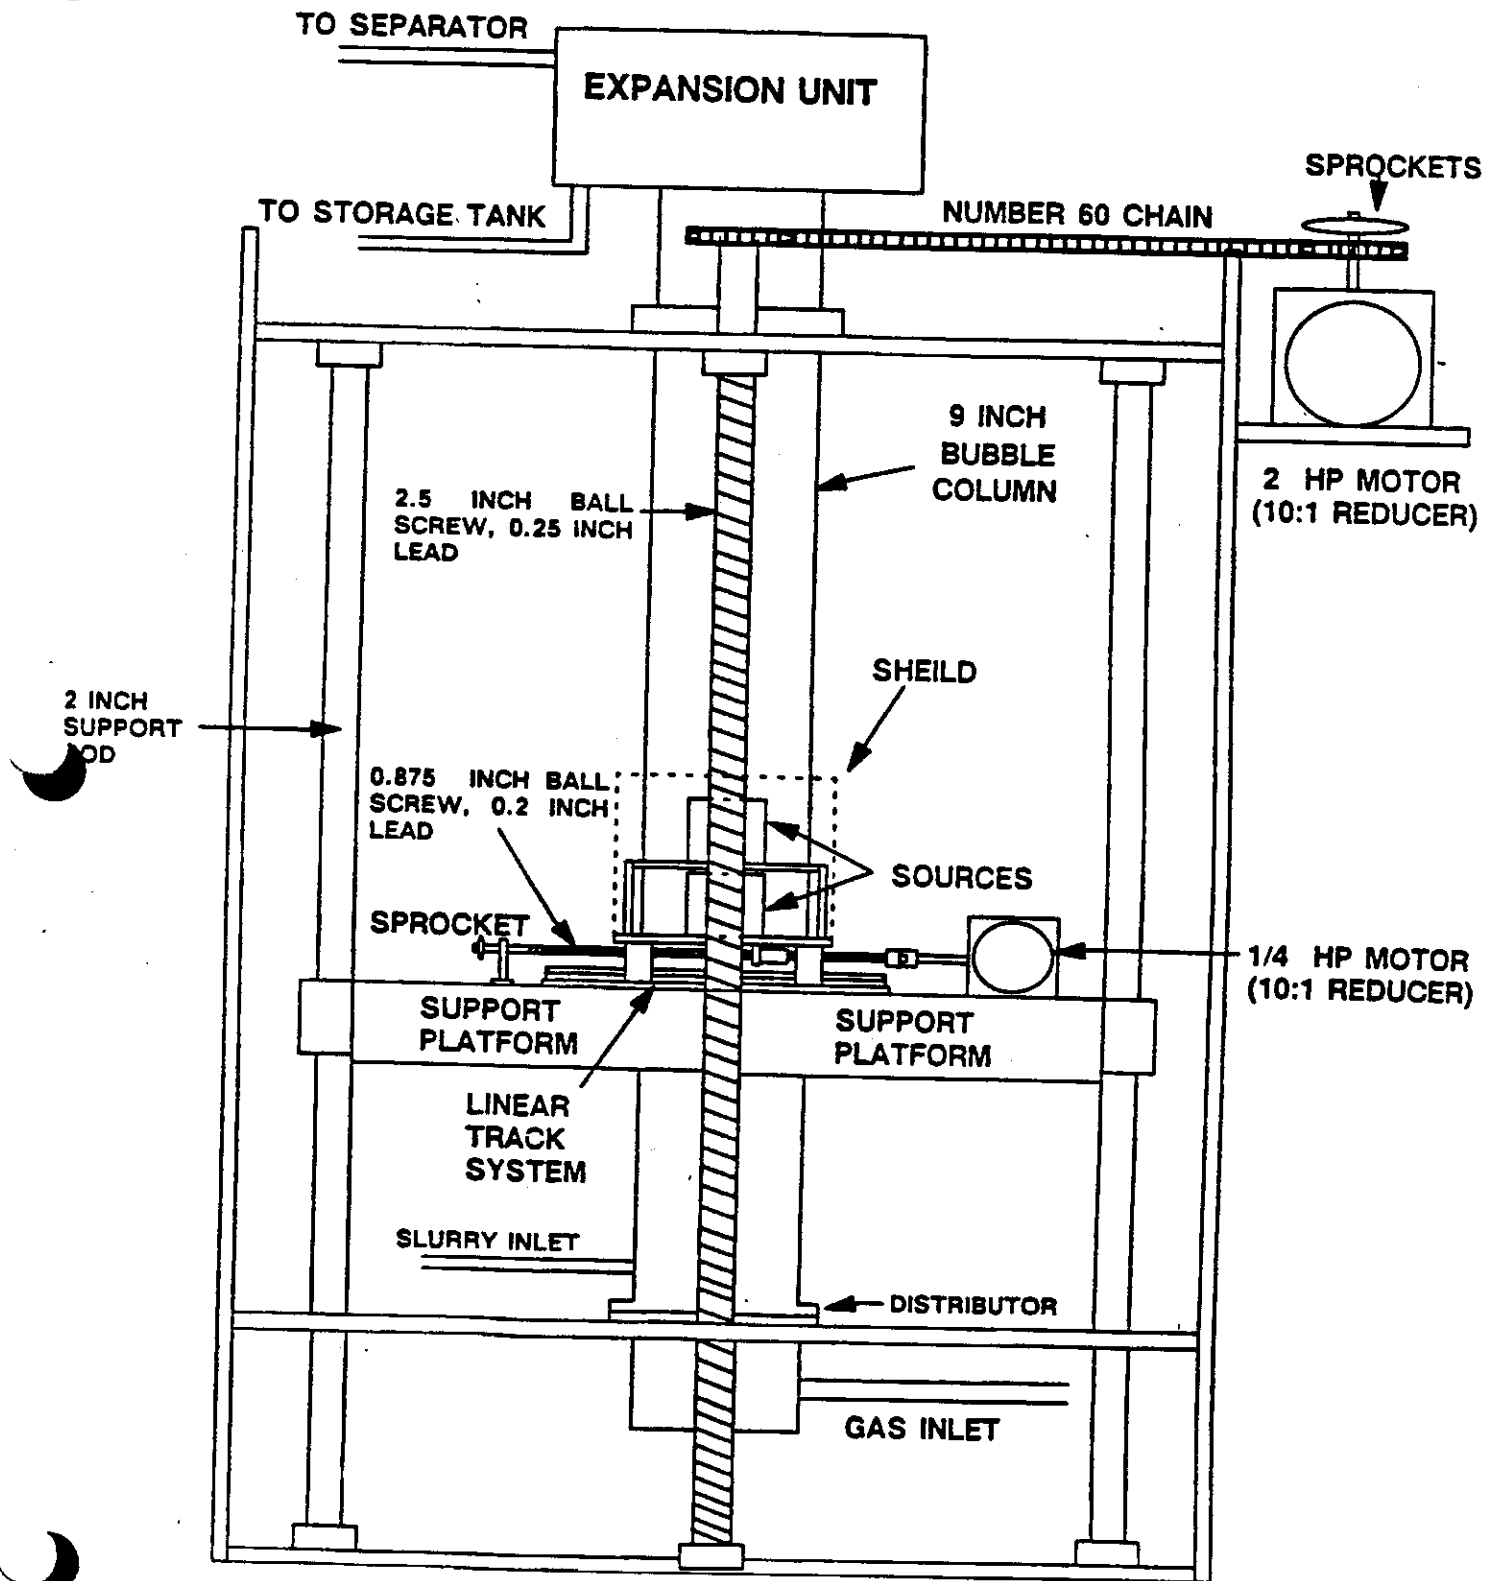 TO SEPARATOR
EXPANSION UNIT
SPROCKETS
TO STORAGE TANK
NUMBER 60 CHAIN
9 INCH
BUBBLE
COLUMN
2 HP MOTOR
(10:1 REDUCER)
2.5 INCH BALL
SCREW, 0.25 INCH
LEAD
SHEILD
2 INCH
SUPPORT
0.875 INCH BALL
SCREW, 0.2 INCH
LEAD
SOURCES
SPROCKET
1/4 HP MOTOR
(10:1 REDUCER)
SUPPORT
PLATFORM
SUPPORT
PLATFORM
LINEAR
TRACK
SYSTEM
SLURRY INLET
DISTRIBUTOR
GAS INLET